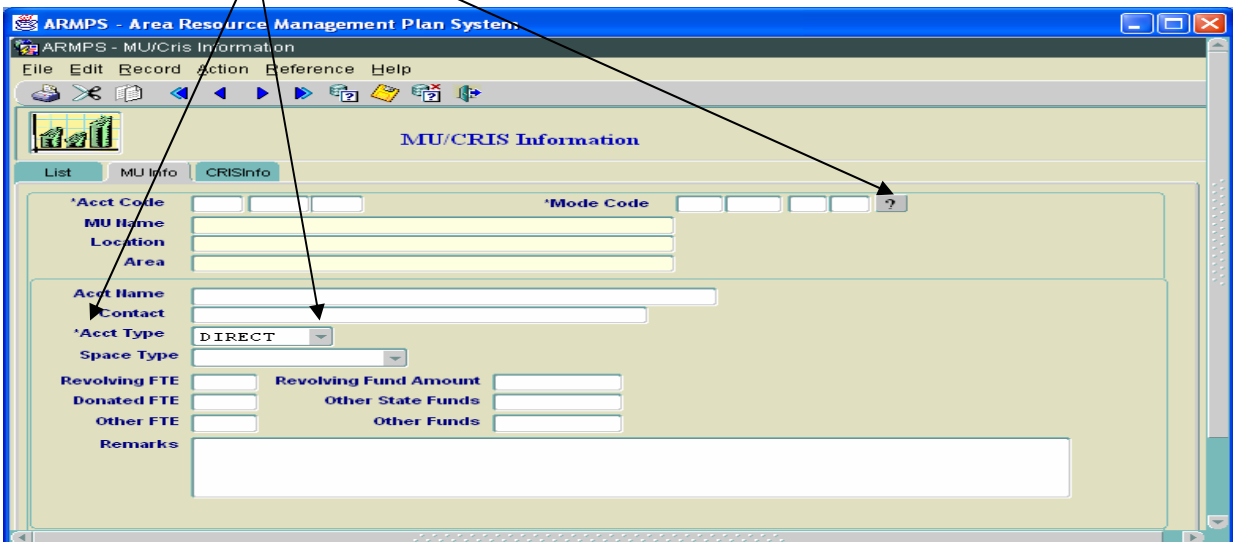 ARMPS - Area Resource Management Plan System
ARMPS - MU/Cris Information
File Edit Record Action Reference Help
MU/CRIS Information
List MU Info CRISInfo
*Acct Code *Mode Code ?
MU Name
Location
Area
Acct Name
Contact
*Acct Type DIRECT
Space Type
Revolving FTE Revolving Fund Amount
Donated FTE Other State Funds
Other FTE Other Funds
Remarks